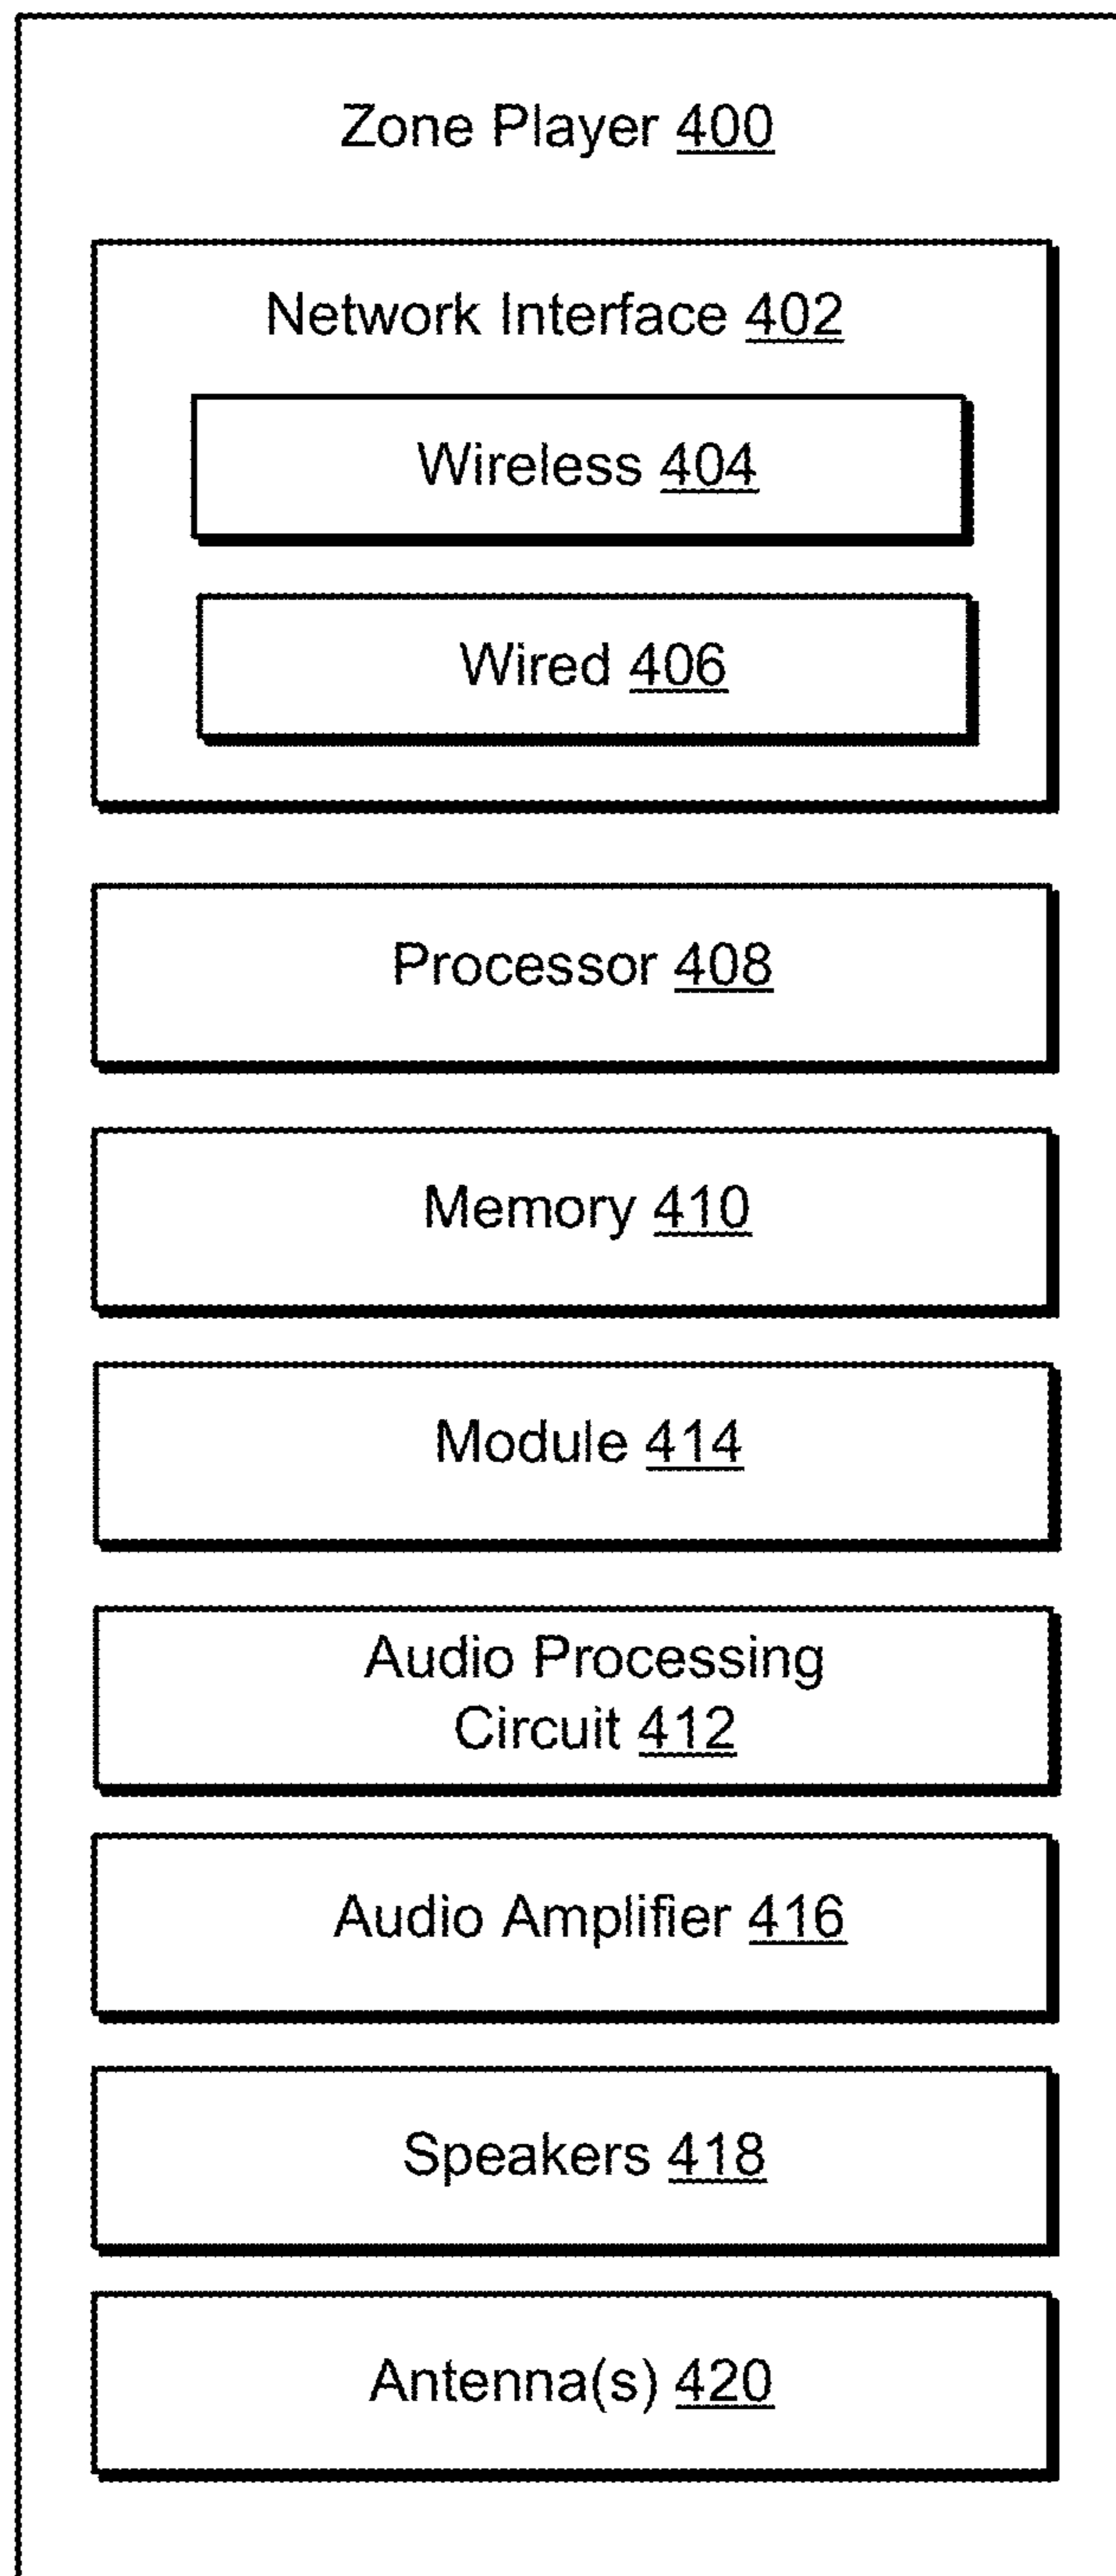 Zone Player 400
Network Interface 402
Wireless 404
Wired 406
Processor 408
Memory 410
Module 414
Audio Processing
Circuit 412
Audio Amplifier 416
Speakers 418
Antenna(s) 420